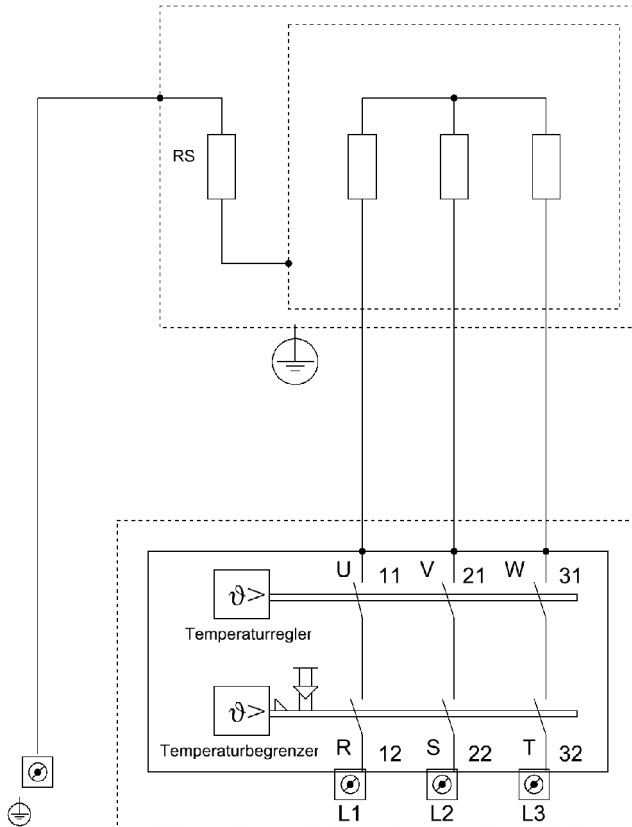 RS
U 11 V 21 W 31
ϑ>
Temperaturregler
ϑ>
Temperaturbegrenzer
R 12 S 22 T 32
L1 L2 L3